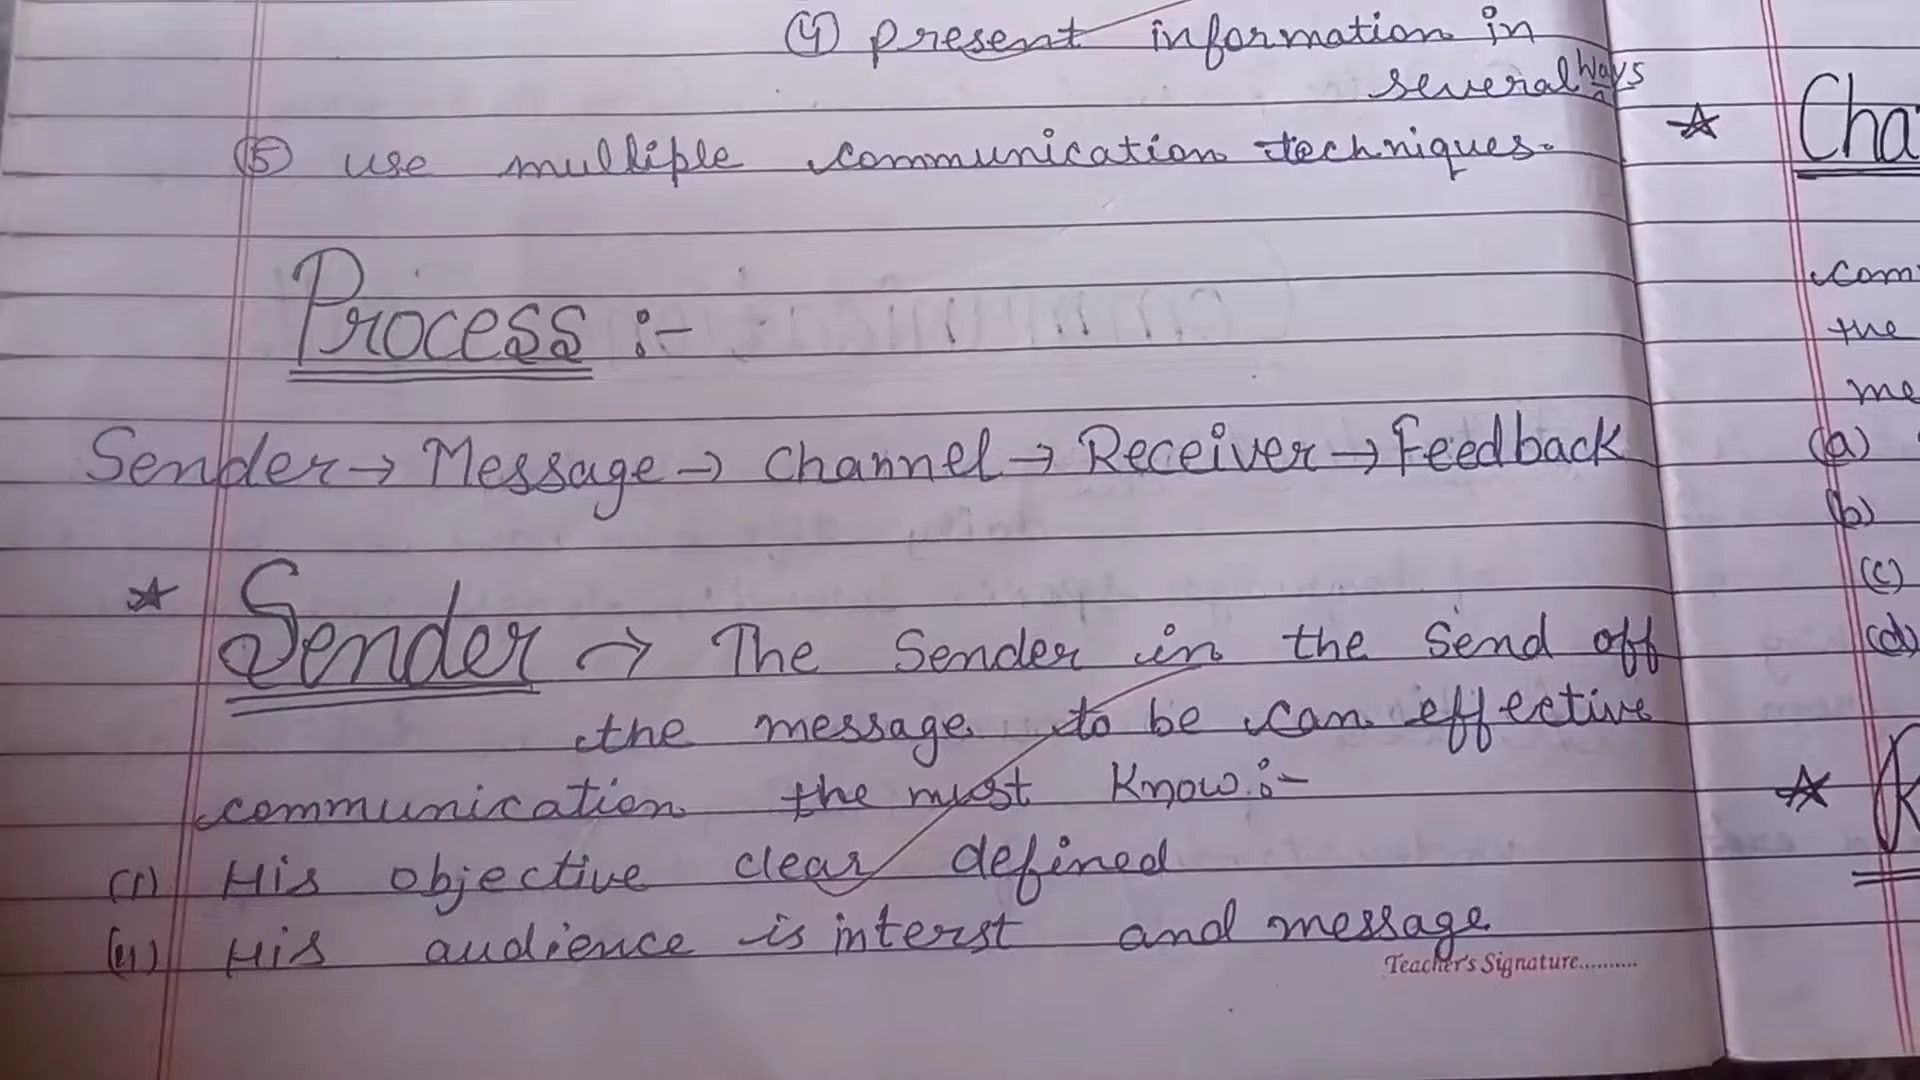 (4) present information in
several ways
(5) use multiple communication techniques.
Process :-
Sender → Message → Channel → Receiver → Feedback
☆ Sender → The Sender in the Send off
the message to be can effective
communication the must Know :-
(i) His objective clear defined
(ii) His audience is interst and message
Teacher's Signature..........
☆ Cha
com
the
me
(a)
(b)
(c)
(d)
☆